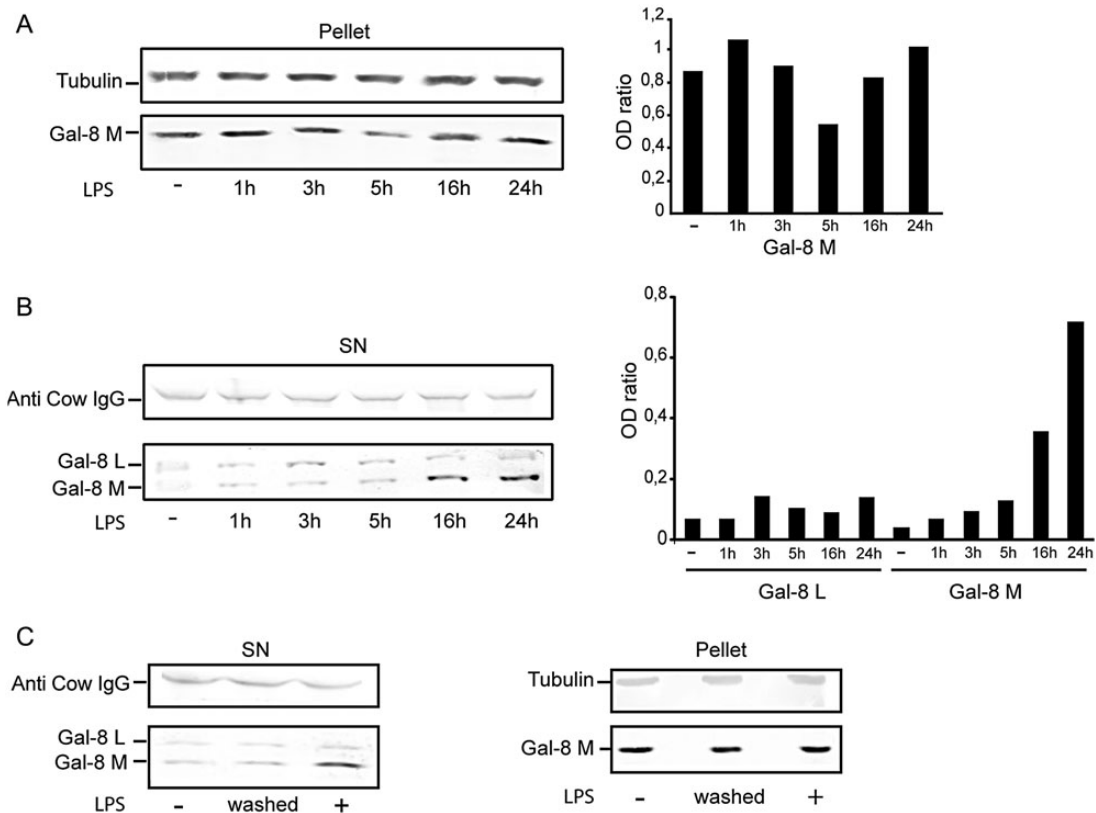 A
Pellet
Tubulin
Gal-8 M
LPS - 1h 3h 5h 16h 24h
OD ratio
1,2
1
0,8
0,6
0,4
0,2
0
- 1h 3h 5h 16h 24h
Gal-8 M
B
SN
Anti Cow IgG
Gal-8 L
Gal-8 M
LPS - 1h 3h 5h 16h 24h
OD ratio
0,8
0,6
0,4
0,2
0
- 1h 3h 5h 16h 24h - 1h 3h 5h 16h 24h
Gal-8 L Gal-8 M
C
SN
Anti Cow IgG
Gal-8 L
Gal-8 M
LPS - washed +
Pellet
Tubulin
Gal-8 M
LPS - washed +